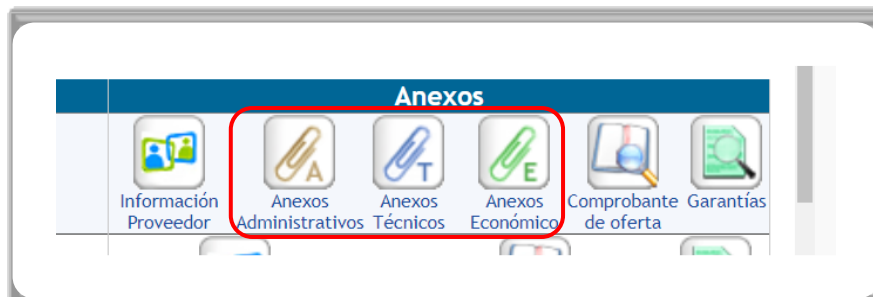 Anexos
A T E
Información Anexos Anexos Anexos Comprobante Garantías
Proveedor Administrativos Técnicos Económico de oferta